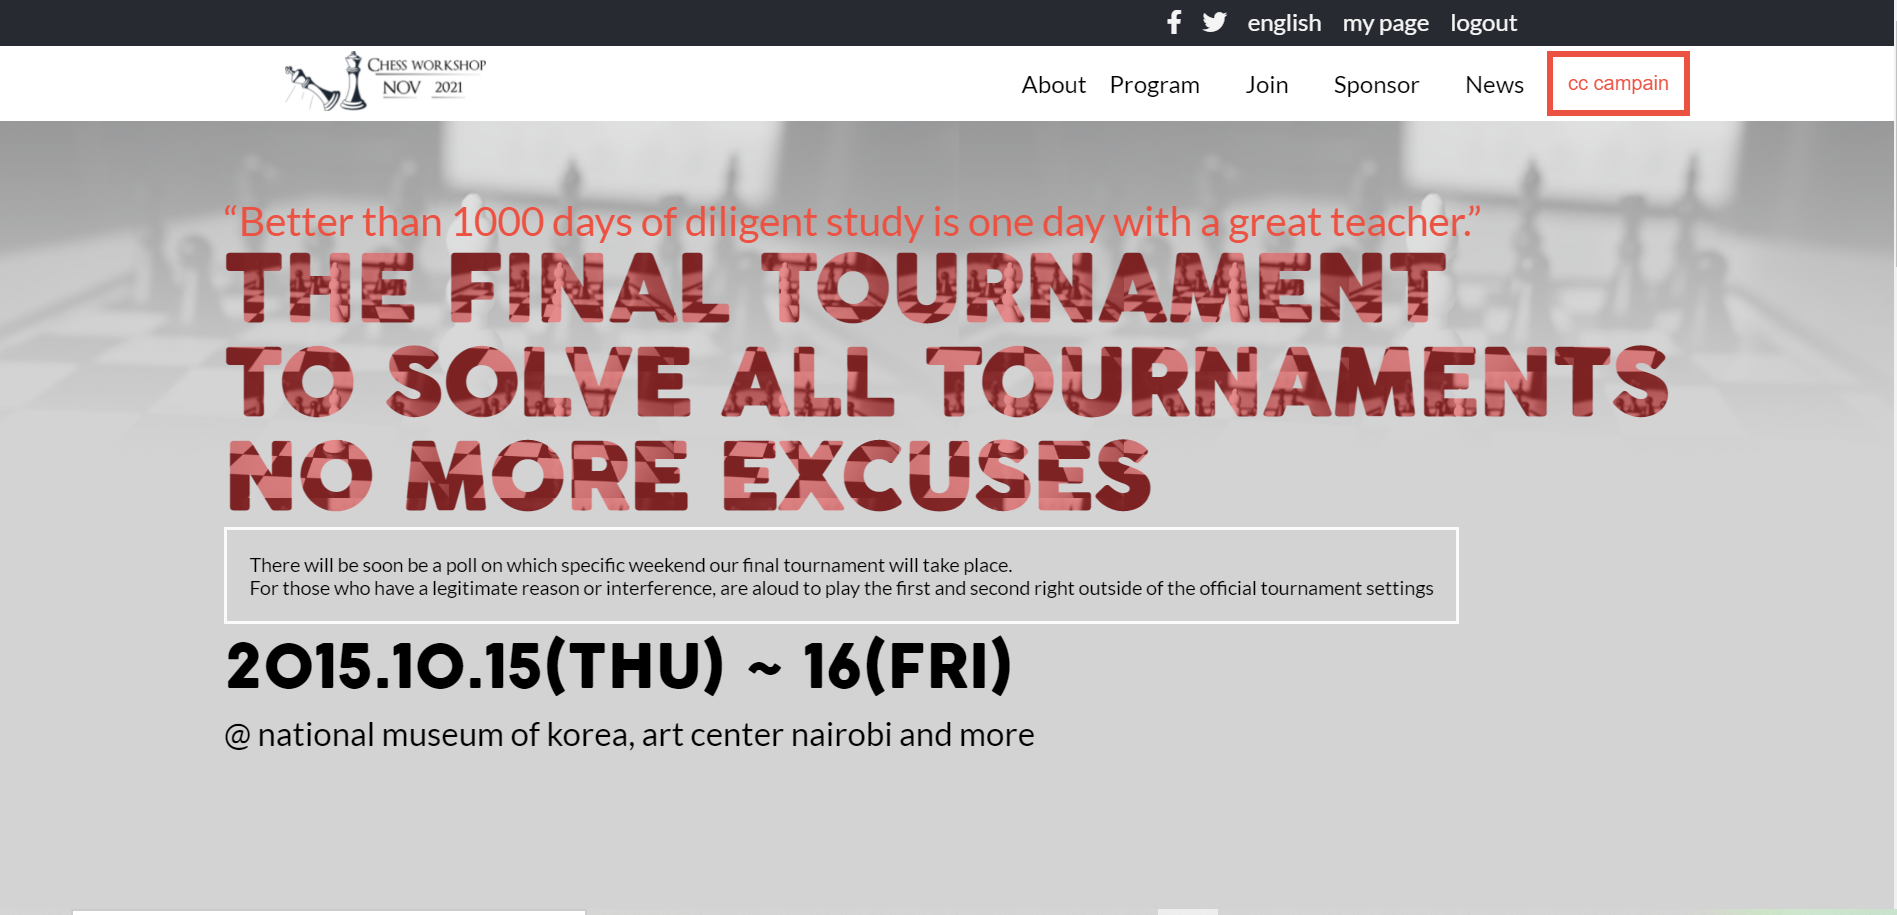 english my page logout
CHESS WORKSHOP
NOV 2021
About Program Join Sponsor News cc campain
“Better than 1000 days of diligent study is one day with a great teacher.”
THE FINAL TOURNAMENT
TO SOLVE ALL TOURNAMENTS
NO MORE EXCUSES
There will be soon be a poll on which specific weekend our final tournament will take place.
For those who have a legitimate reason or interference, are aloud to play the first and second right outside of the official tournament settings
2015.10.15(THU) ~ 16(FRI)
@ national museum of korea, art center nairobi and more